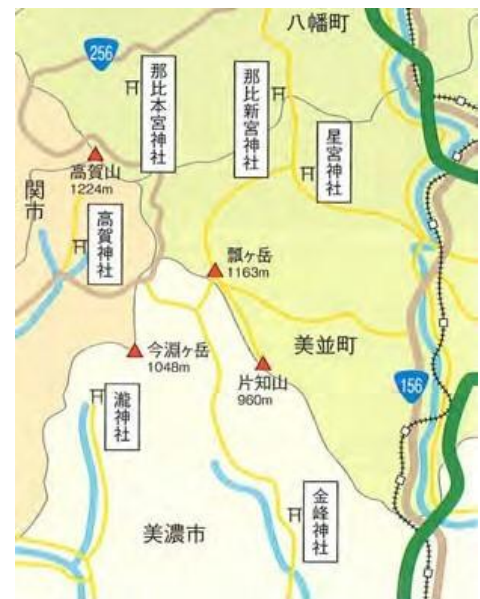 八幡町
256
那比本宮神社
那比新宮神社
星宮神社
高賀山
1224m
関市
高賀神社
瓢ヶ岳
1163m
今淵ヶ岳
1048m
美並町
片知山
960m
156
瀧神社
金峰神社
美濃市